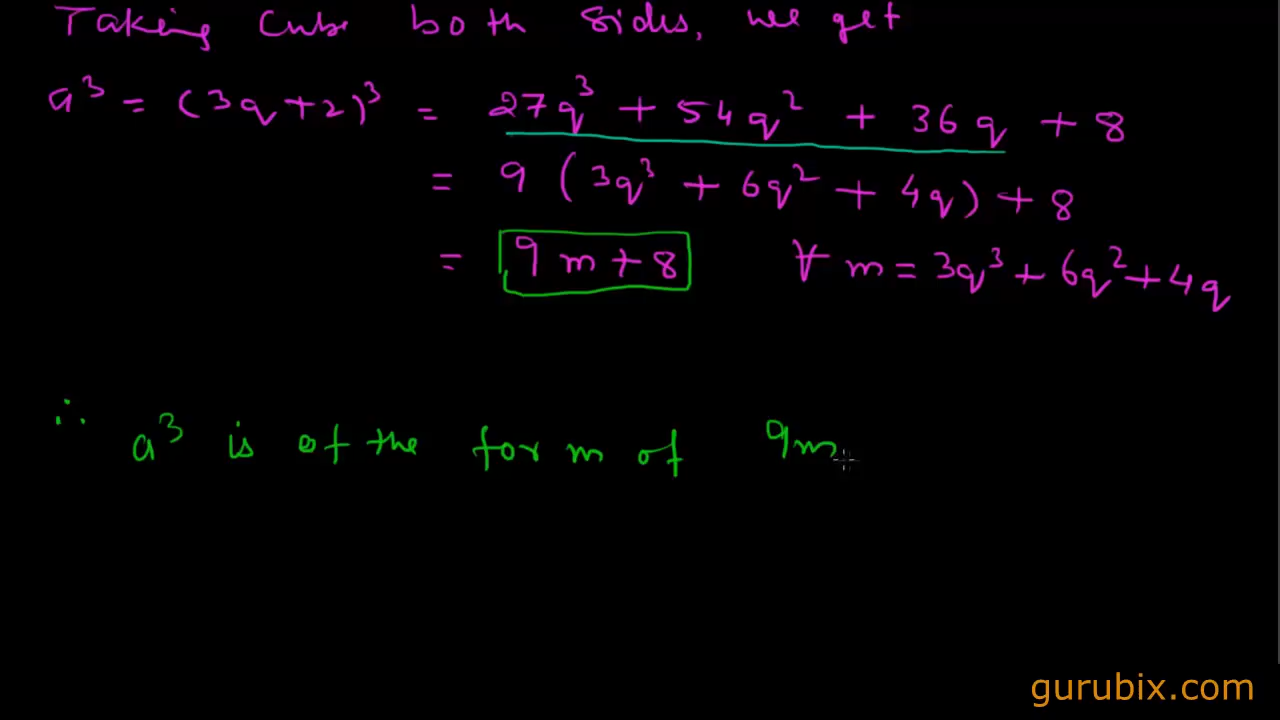 Taking Cube both sides, we get
a³ = (3q+2)³ = 27q³ + 54q² + 36q + 8
= 9 (3q³ + 6q² + 4q) + 8
= 9m+8 ∀ m = 3q³ + 6q² + 4q
∴ a³ is of the form of 9m
gurubix.com